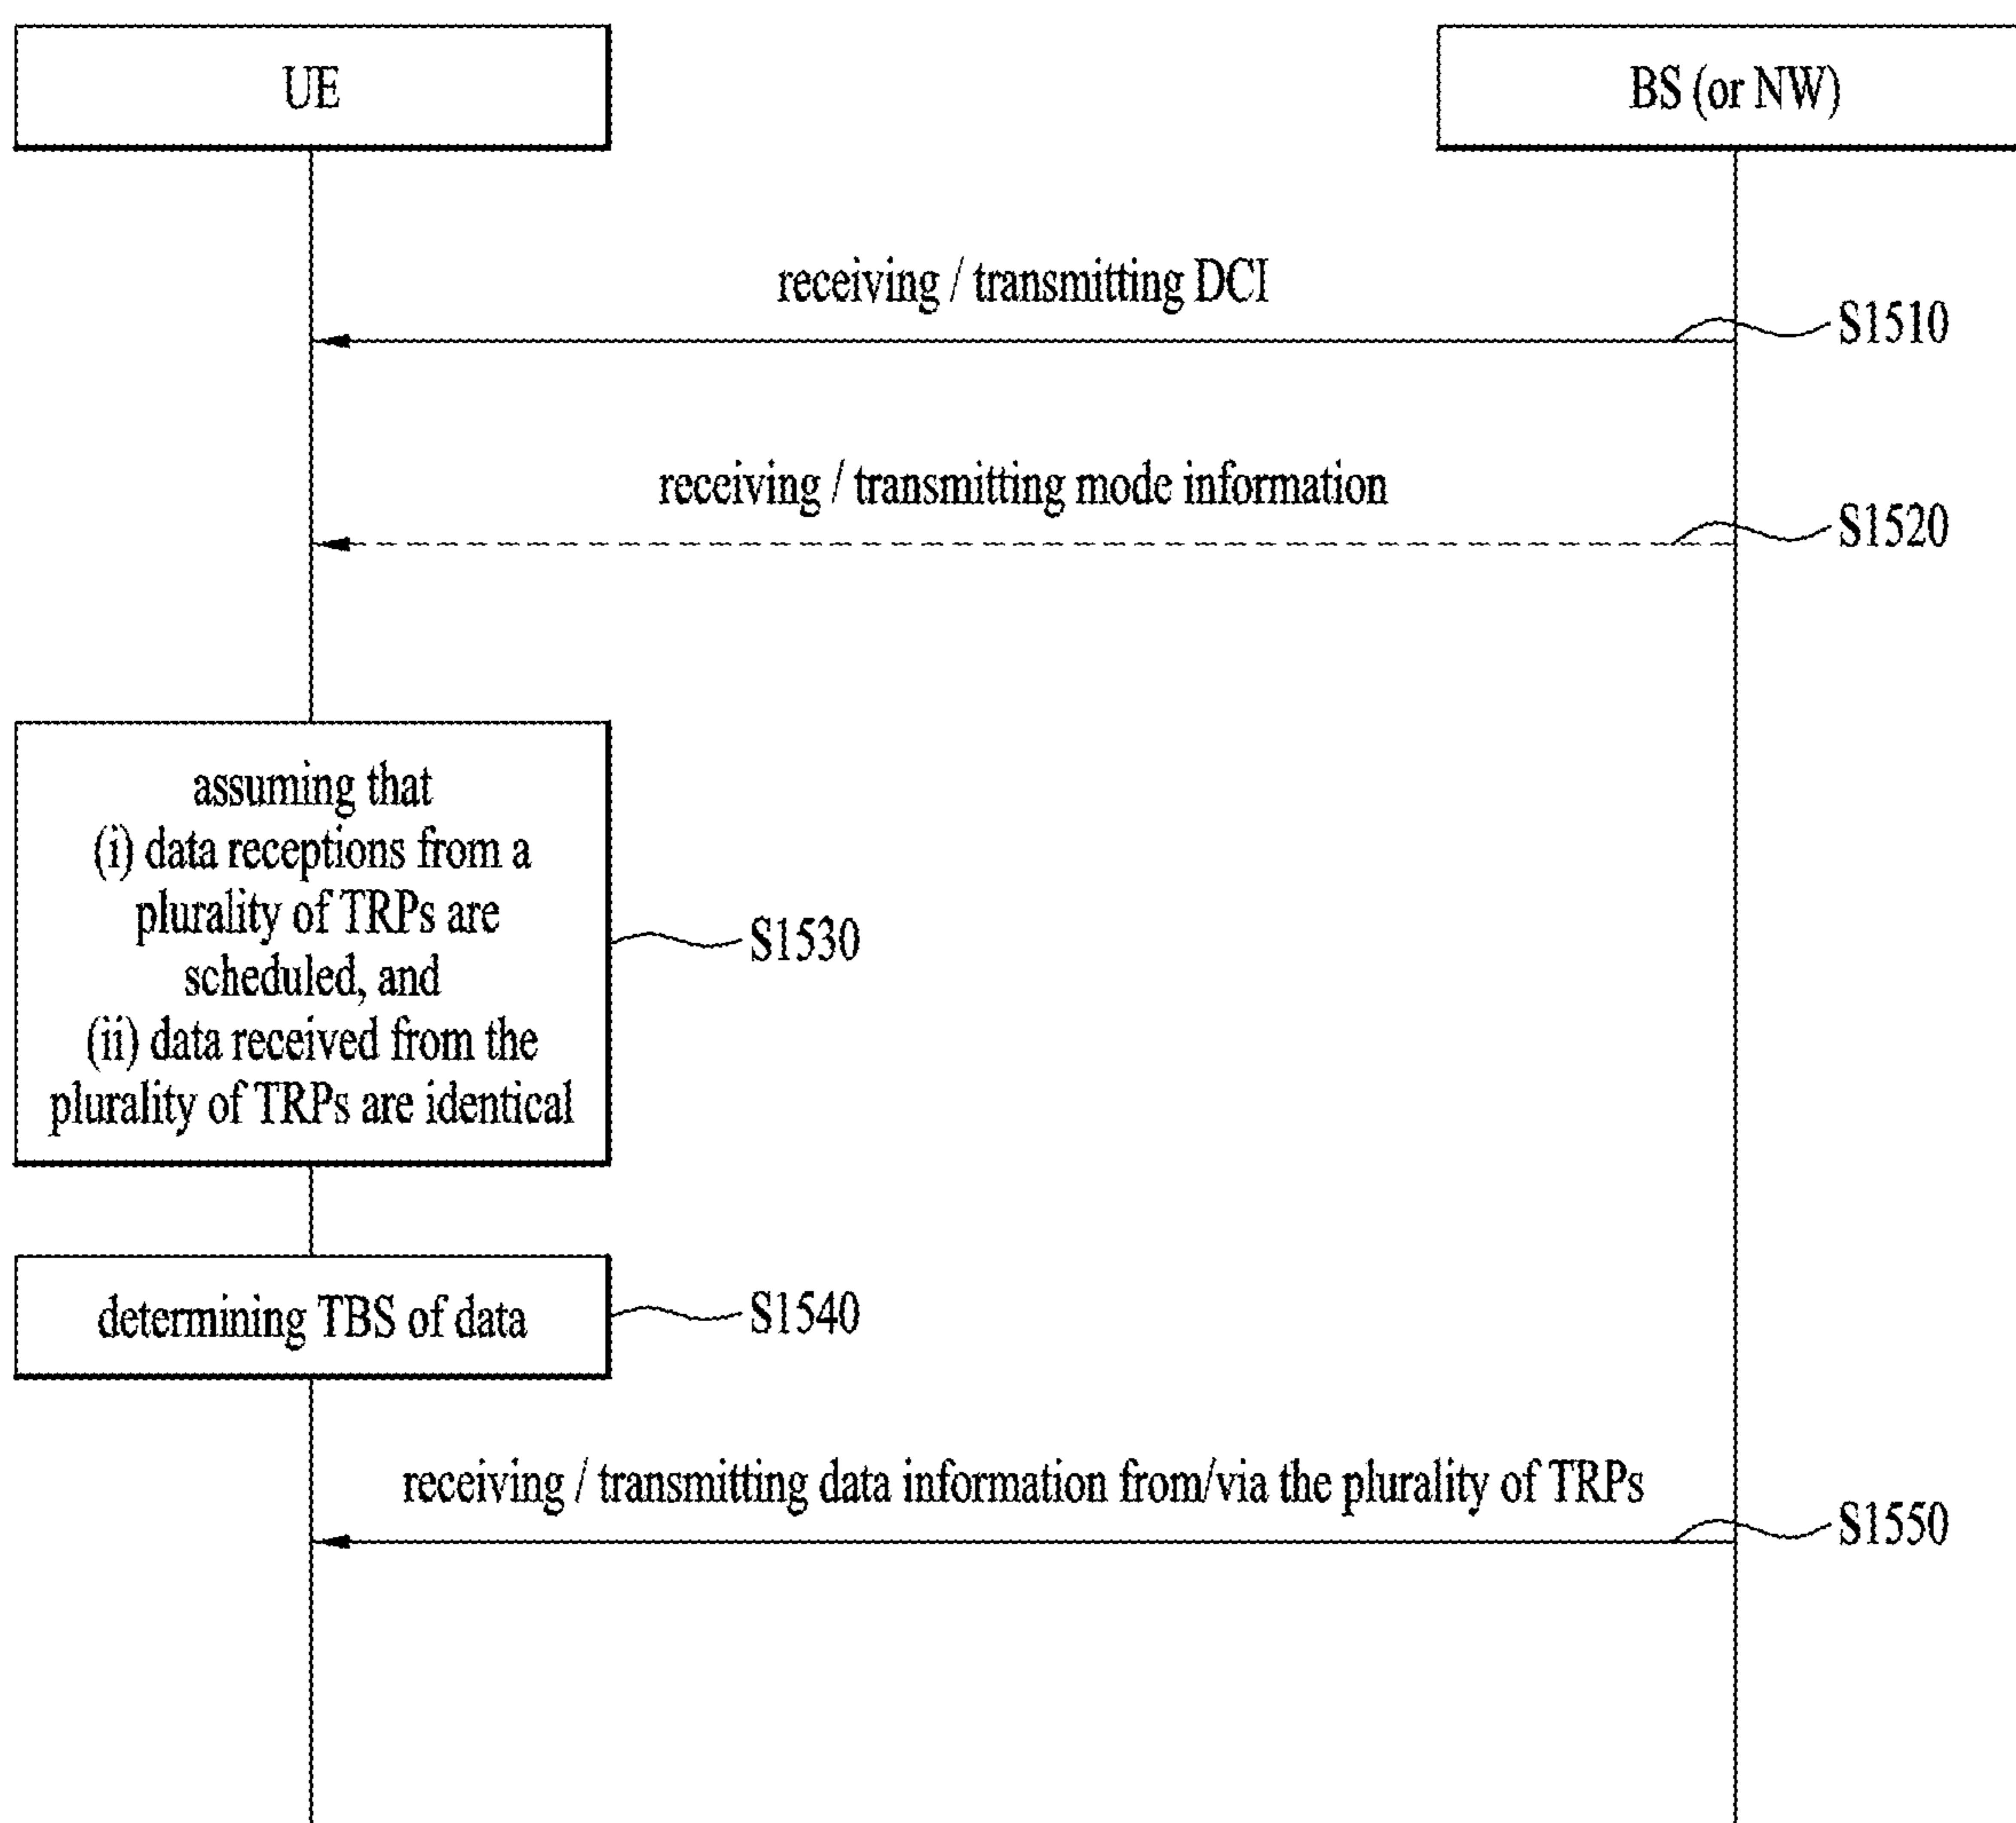 UE
BS (or NW)
receiving / transmitting DCI
S1510
receiving / transmitting mode information
S1520
assuming that
(i) data receptions from a
plurality of TRPs are
scheduled, and
(ii) data received from the
plurality of TRPs are identical
S1530
determining TBS of data
S1540
receiving / transmitting data information from/via the plurality of TRPs
S1550